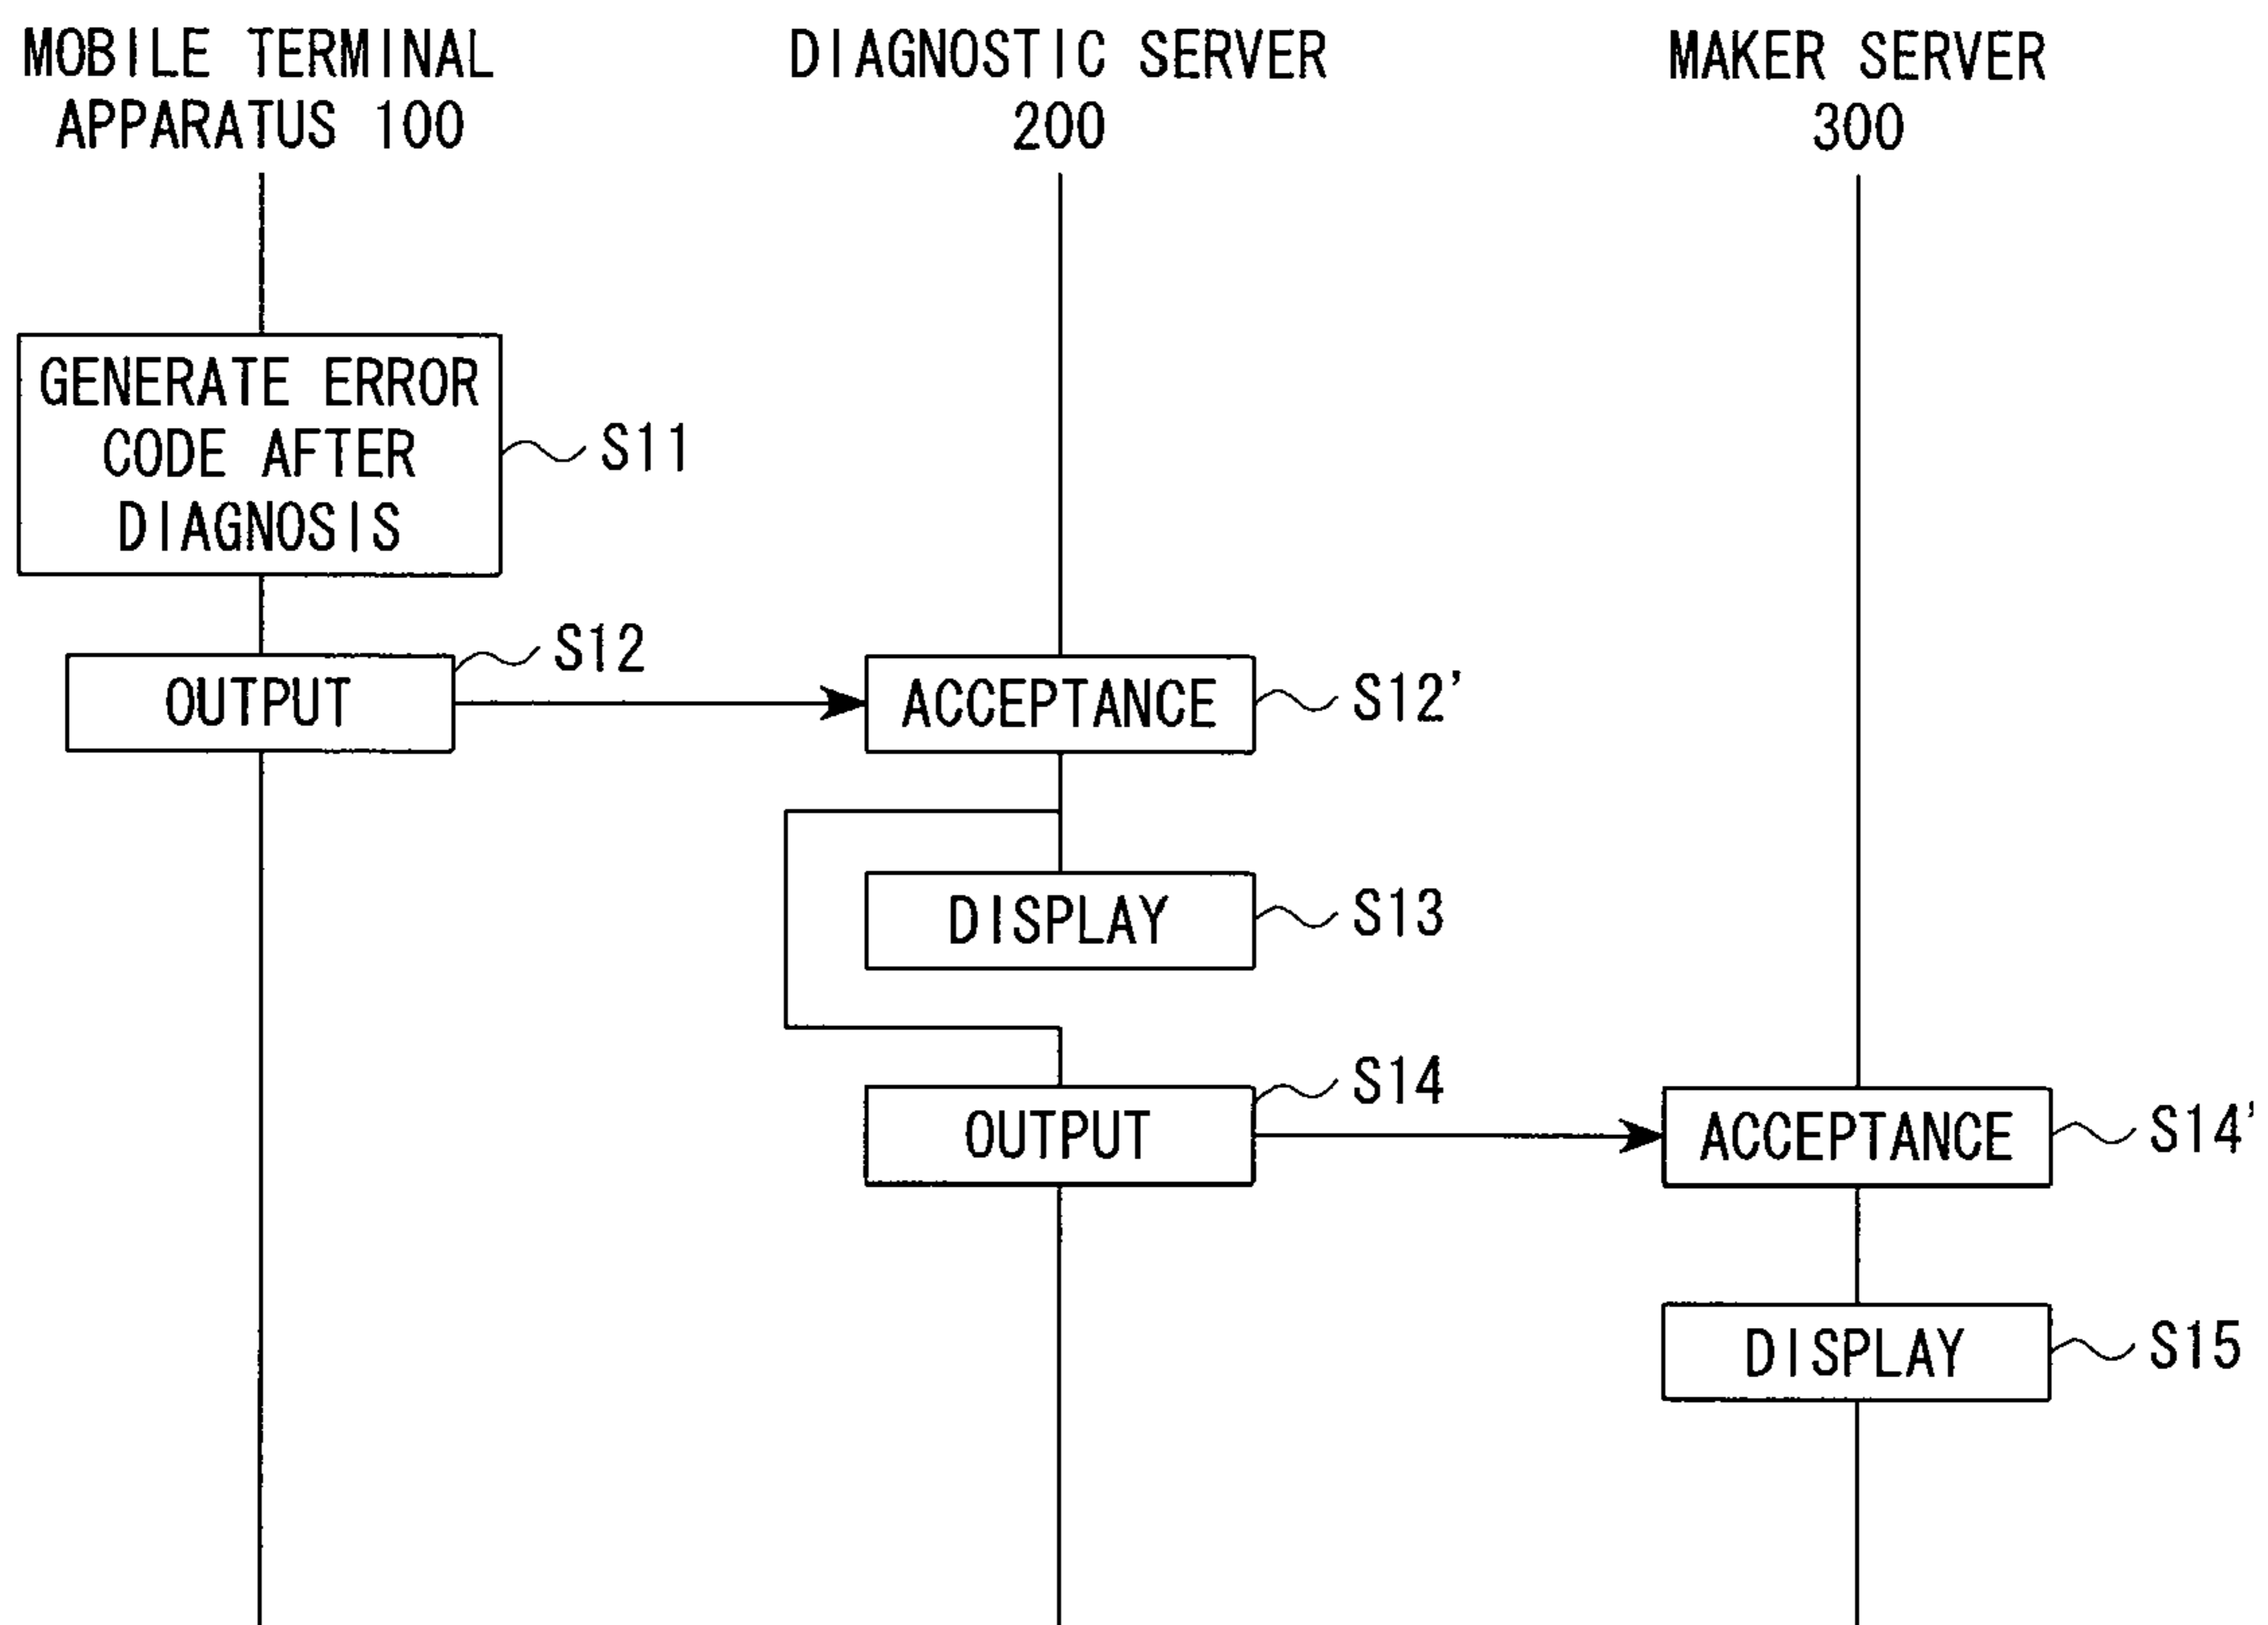 MOBILE TERMINAL
APPARATUS 100
DIAGNOSTIC SERVER
200
MAKER SERVER
300
GENERATE ERROR
CODE AFTER
DIAGNOSIS
S11
OUTPUT
S12
ACCEPTANCE
S12'
DISPLAY
S13
OUTPUT
S14
ACCEPTANCE
S14'
DISPLAY
S15